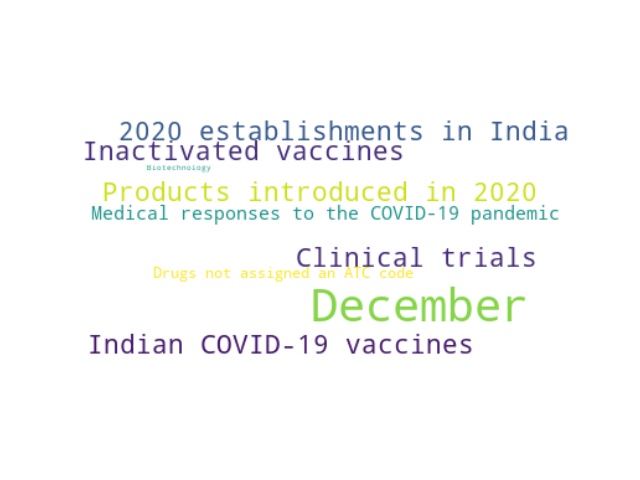 2020 establishments in India
Inactivated vaccines
Biotechnology
Products introduced in 2020
Medical responses to the COVID-19 pandemic
Clinical trials
Drugs not assigned an ATC code
December
Indian COVID-19 vaccines